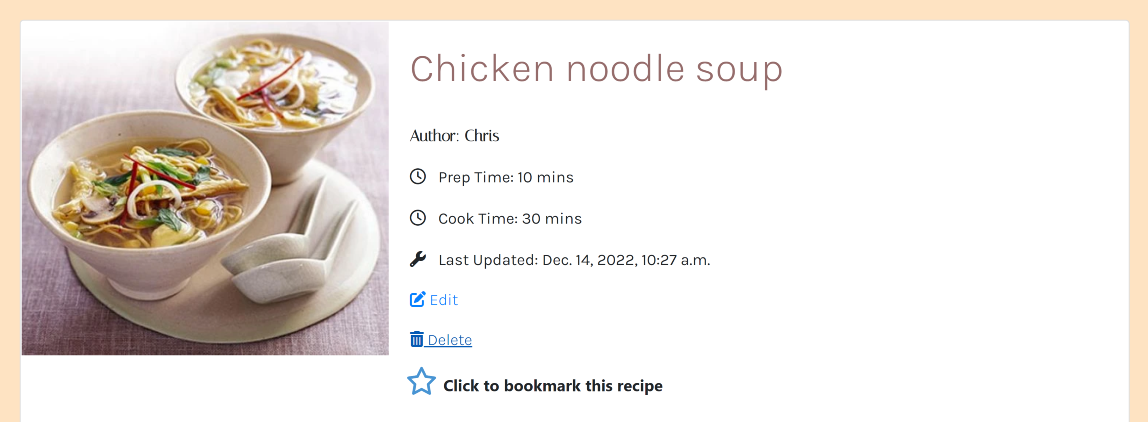 Chicken noodle soup
Author: Chris
Prep Time: 10 mins
Cook Time: 30 mins
Last Updated: Dec. 14, 2022, 10:27 a.m.
Edit
Delete
Click to bookmark this recipe